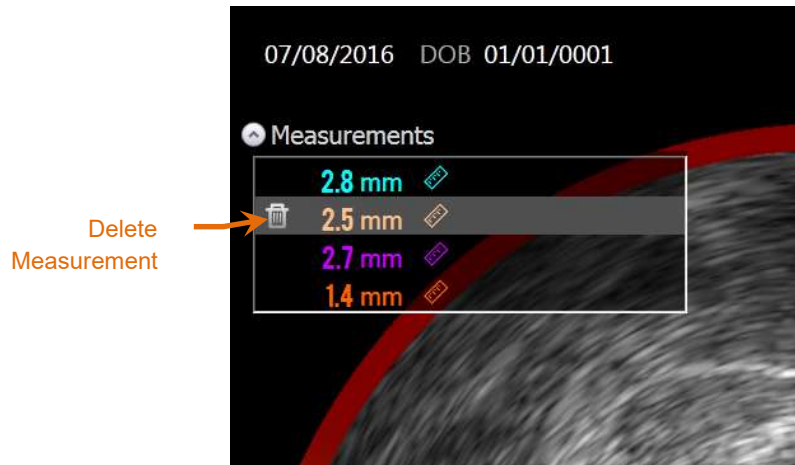 07/08/2016 DOB 01/01/0001
Measurements
2.8 mm
2.5 mm
2.7 mm
1.4 mm
Delete
Measurement